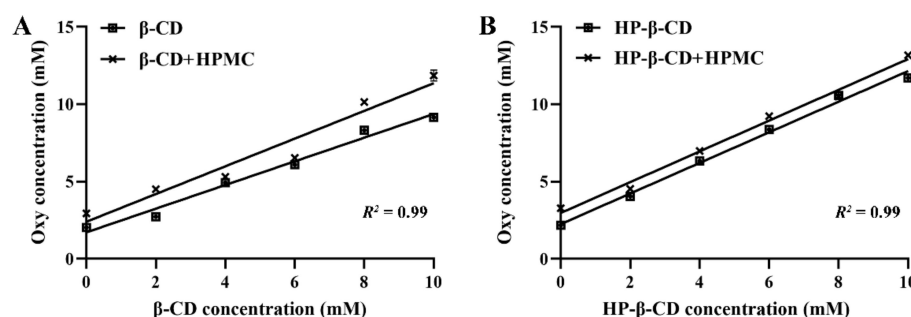 A
β-CD
β-CD+HPMC
Oxy concentration (mM)
15
10
5
0
R² = 0.99
0 2 4 6 8 10
β-CD concentration (mM)
B
HP-β-CD
HP-β-CD+HPMC
Oxy concentration (mM)
15
10
5
0
R² = 0.99
0 2 4 6 8 10
HP-β-CD concentration (mM)